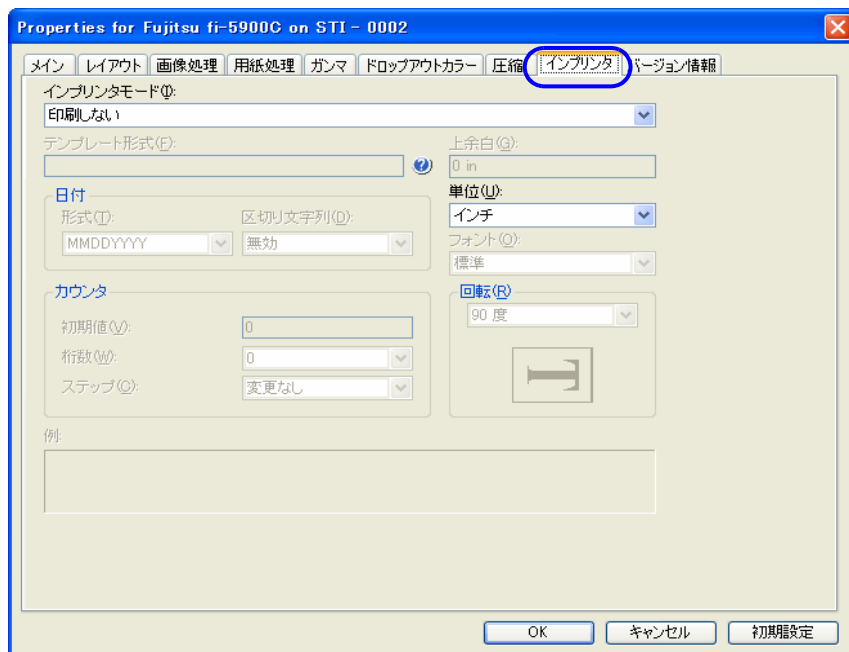 Properties for Fujitsu fi-5900C on STI - 0002
メイン レイアウト 画像処理 用紙処理 ガンマ ドロップアウトカラー 圧縮 インプリンタ バージョン情報
インプリンタモード(I):
印刷しない
テンプレート形式(F): 上余白(G):
0 in
日付 単位(U):
形式(T): 区切り文字列(D): インチ
MMDDYYYY 無効 フォント(O):
標準
カウンタ 回転(R)
初期値(V): 0 90 度
桁数(W): 0
ステップ(C): 変更なし
例:
OK キャンセル 初期設定